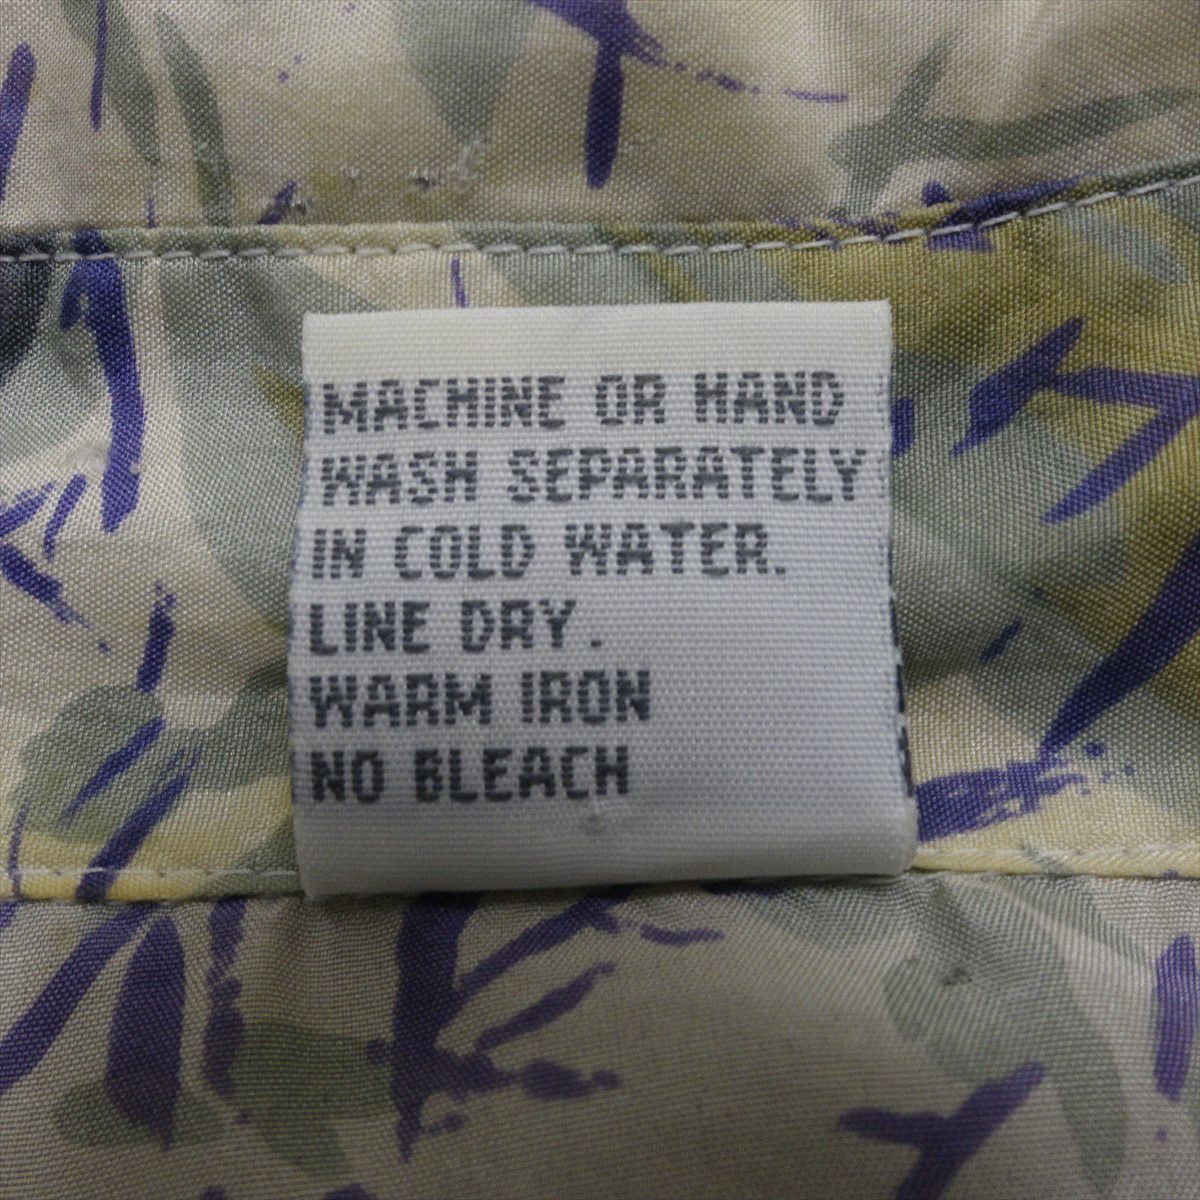 MACHINE OR HAND
WASH SEPARATELY
IN COLD WATER.
LINE DRY.
WARM IRON
NO BLEACH